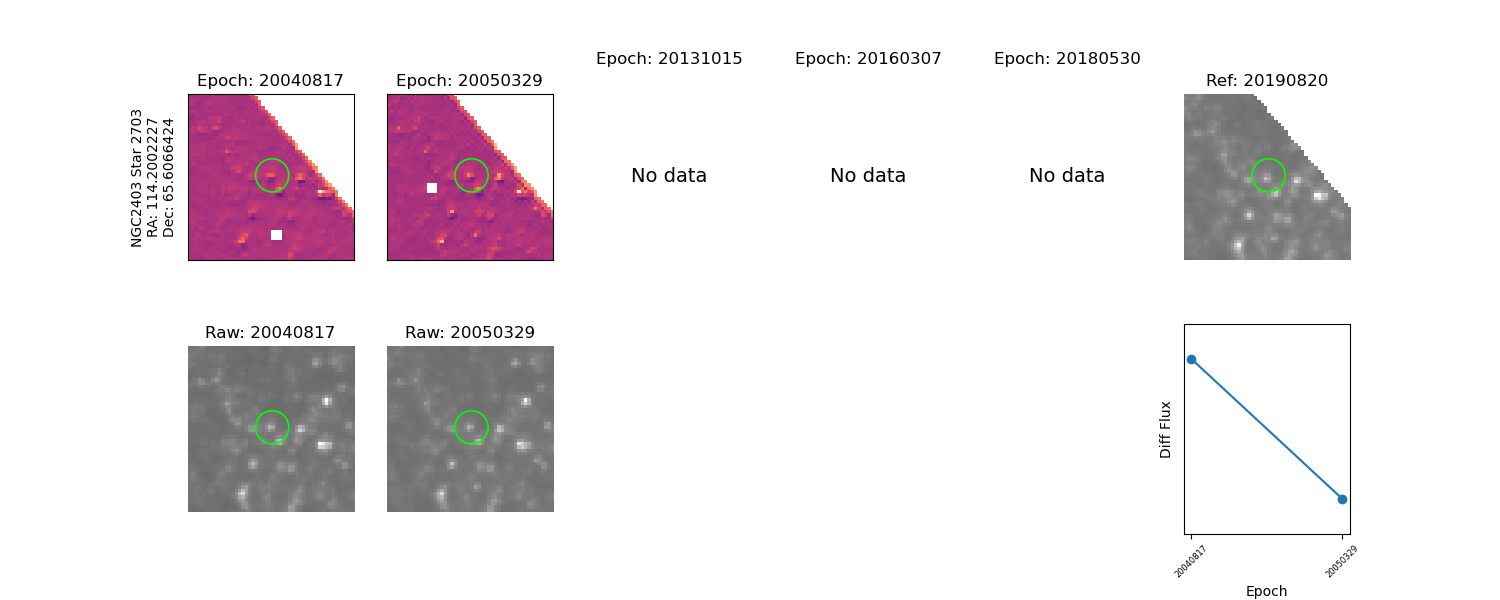 Epoch: 20040817
Epoch: 20050329
Epoch: 20131015
Epoch: 20160307
Epoch: 20180530
Ref: 20190820
NGC2403 Star 2703
RA: 114.2002227
Dec: 65.6066424
No data
No data
No data
Raw: 20040817
Raw: 20050329
Diff Flux
20040817
20050329
Epoch